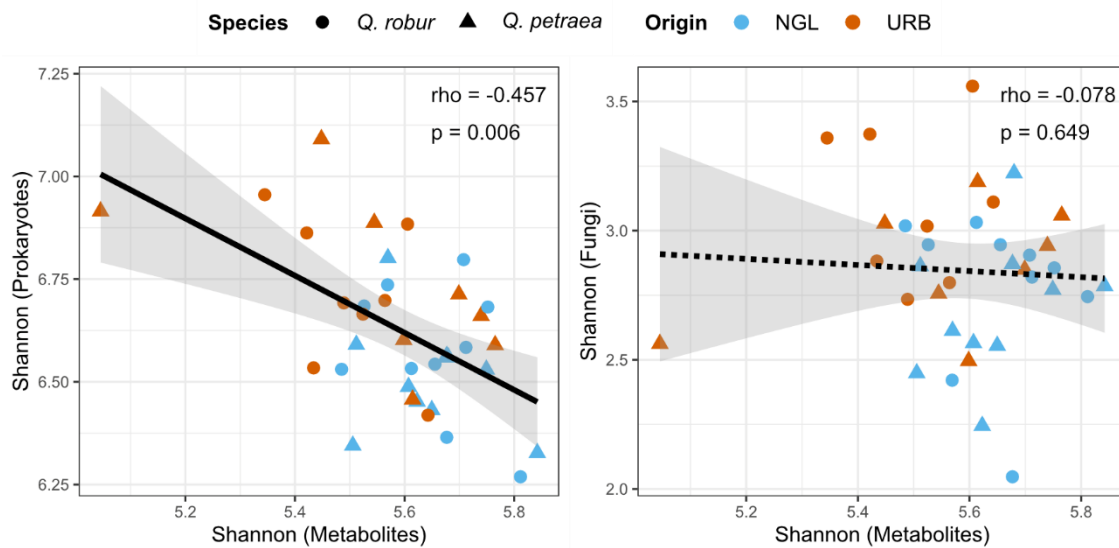 Species Q. robur Q. petraea Origin NGL URB
rho = -0.457
p = 0.006
7.25
7.00
6.75
6.50
6.25
Shannon (Prokaryotes)
5.2 5.4 5.6 5.8
Shannon (Metabolites)
rho = -0.078
p = 0.649
3.5
3.0
2.5
2.0
Shannon (Fungi)
5.2 5.4 5.6 5.8
Shannon (Metabolites)